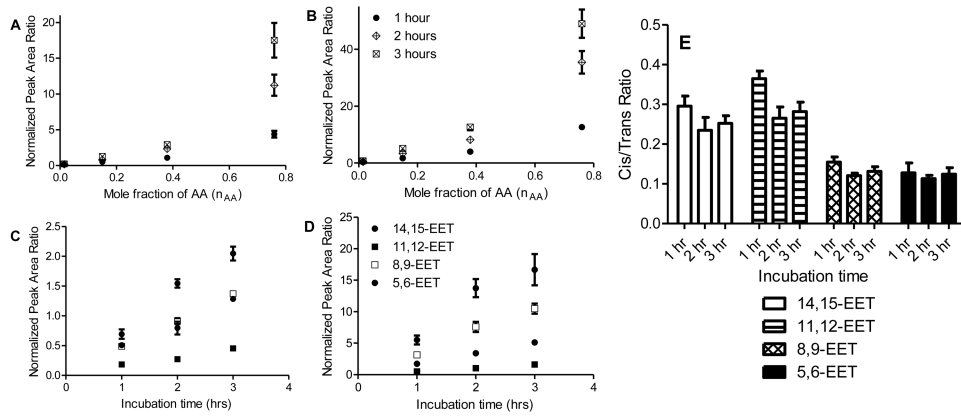 A
Normalized Peak Area Ratio
20
15
10
5
0
0.0 0.2 0.4 0.6 0.8
Mole fraction of AA (nAA)
B
1 hour
2 hours
3 hours
Normalized Peak Area Ratio
40
20
0
0.0 0.2 0.4 0.6 0.8
Mole fraction of AA (nAA)
C
Normalized Peak Area Ratio
2.5
2.0
1.5
1.0
0.5
0.0
0 1 2 3 4
Incubation time (hrs)
D
14,15-EET
11,12-EET
8,9-EET
5,6-EET
Normalized Peak Area Ratio
25
20
15
10
5
0
0 1 2 3 4
Incubation time (hrs)
E
Cis/Trans Ratio
0.5
0.4
0.3
0.2
0.1
0.0
1 hr 2 hr 3 hr 1 hr 2 hr 3 hr 1 hr 2 hr 3 hr 1 hr 2 hr 3 hr
Incubation time
14,15-EET
11,12-EET
8,9-EET
5,6-EET